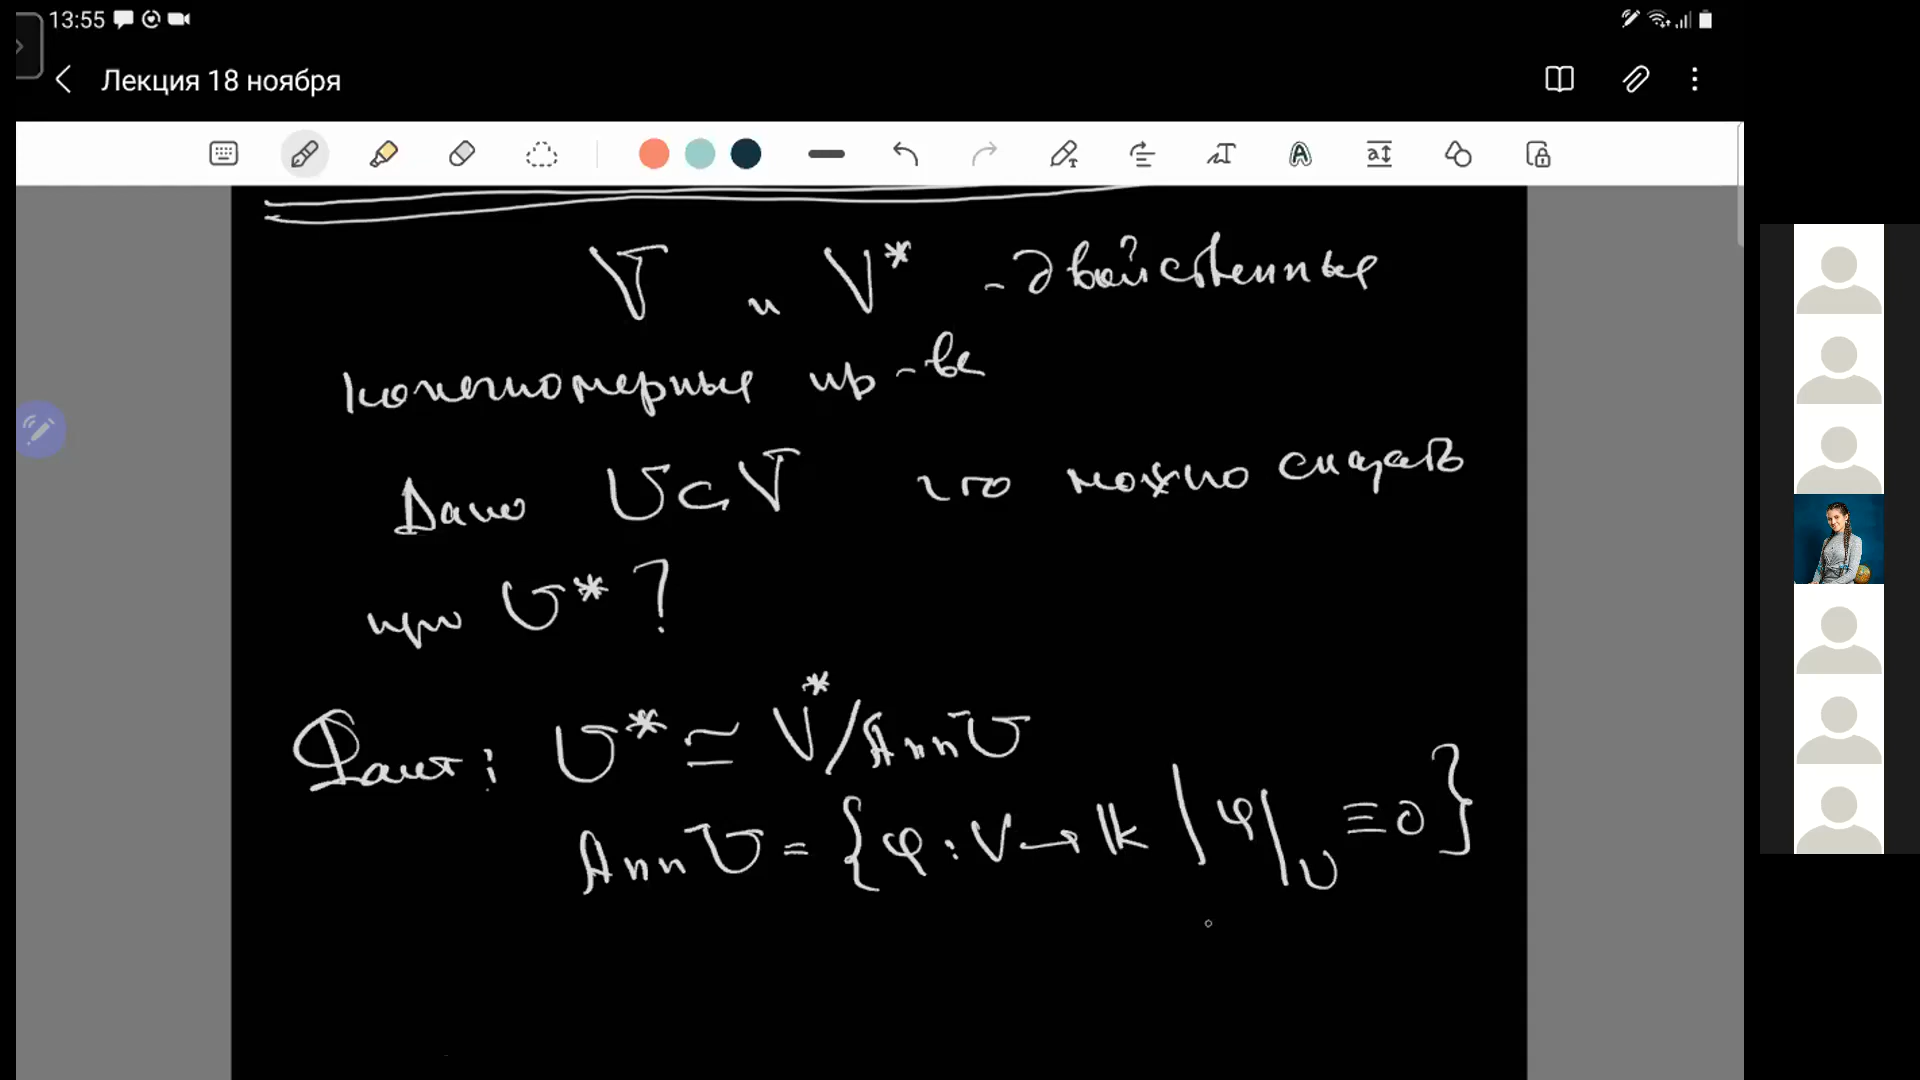 13:55
Лекция 18 ноября
V и V* - двойственные
конечномерные пр-ва
Дано U ⊂ V что можно сказать
про U* ?
Факт: U* ≅ V*/Ann U
Ann U = {φ: V → 𝕜 | φ|_U ≡ 0}